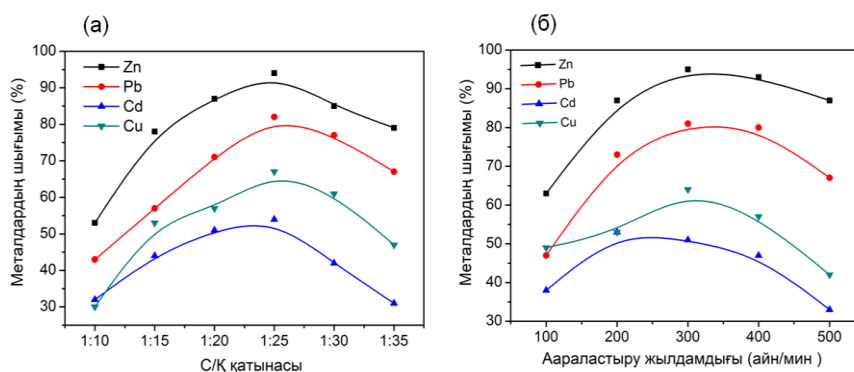 (а)
100
90
80
70
60
50
40
30
Металдардың шығымы (%)
Zn
Pb
Cd
Cu
1:10 1:15 1:20 1:25 1:30 1:35
С/Қ қатынасы
(б)
100
90
80
70
60
50
40
30
Металдардың шығымы (%)
Zn
Pb
Cd
Cu
100 200 300 400 500
Аараластыру жылдамдығы (айн/мин )